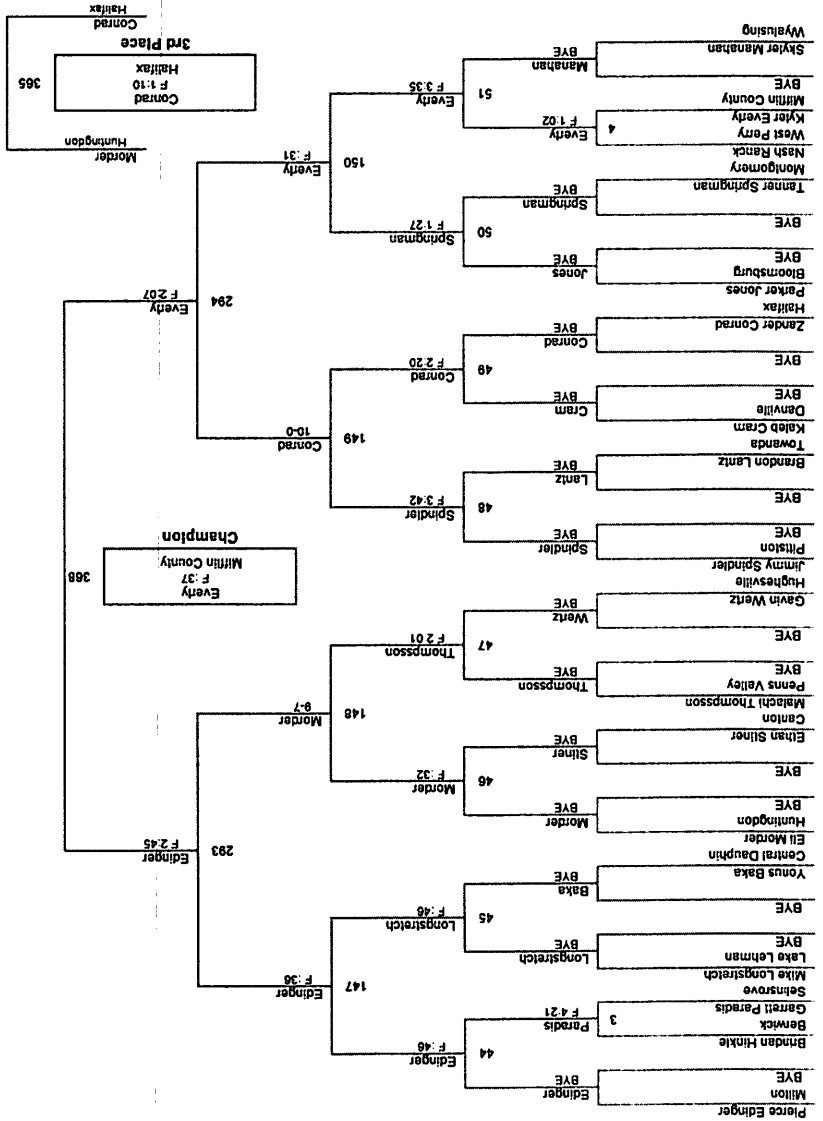 Pierce Edinger
Milton
BYE
Brindan Hinkle
Berwick
3
Garrett Paradis
Selinsgrove
Mike Longstretch
Lake Lehman
BYE
BYE
Yonus Baka
Central Dauphin
Eli Morder
Huntingdon
BYE
BYE
Ethan Stiner
Canton
Malachi Thompsson
Penns Valley
BYE
BYE
Gavin Wertz
Hughesville
Jimmy Spindler
Pittston
BYE
BYE
Brandon Lantz
Towanda
Kaleb Cram
Danville
BYE
BYE
Zander Conrad
Halifax
Parker Jones
Bloomsburg
BYE
BYE
Tanner Springman
Montgomery
Nash Ranck
West Perry
4
Kyler Everly
Mifflin County
BYE
Skyler Manahan
Wyalusing
Edinger
BYE
44
Paradis
F 4:21
Longstretch
BYE
45
Baka
BYE
Morder
BYE
46
Stiner
BYE
Thompsson
BYE
47
Wertz
BYE
Spindler
BYE
48
Lantz
BYE
Cram
BYE
49
Conrad
BYE
Jones
BYE
50
Springman
BYE
Everly
F 1:02
51
Manahan
BYE
Edinger
F :46
147
Longstretch
F :46
Morder
F :32
148
Thompsson
F 2:01
Spindler
F 3:42
149
Conrad
F 2:20
Springman
F 1:27
150
Everly
F 3:35
Edinger
F :36
293
Morder
9-7
Conrad
10-0
294
Everly
F :31
Edinger
F 2:45
368
Everly
F 2:07
Everly
F :37
Mifflin County
Champion
Morder
Huntingdon
365
Conrad
F 1:10
Halifax
3rd Place
Conrad
Halifax